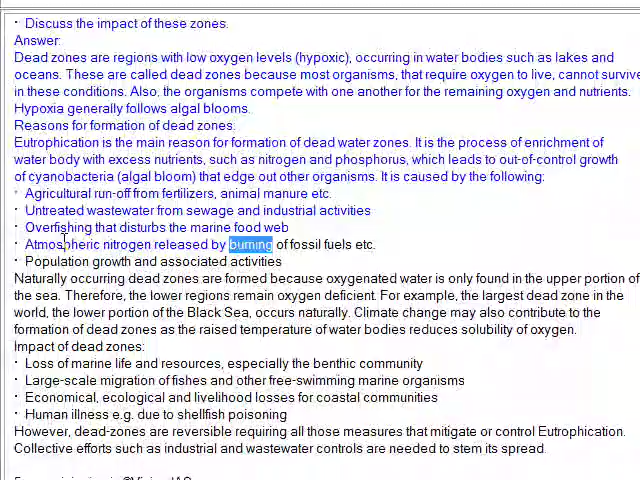 · Discuss the impact of these zones.
Answer:
Dead zones are regions with low oxygen levels (hypoxic), occurring in water bodies such as lakes and
oceans. These are called dead zones because most organisms, that require oxygen to live, cannot survive
in these conditions. Also, the organisms compete with one another for the remaining oxygen and nutrients.
Hypoxia generally follows algal blooms.
Reasons for formation of dead zones:
Eutrophication is the main reason for formation of dead water zones. It is the process of enrichment of
water body with excess nutrients, such as nitrogen and phosphorus, which leads to out-of-control growth
of cyanobacteria (algal bloom) that edge out other organisms. It is caused by the following:
· Agricultural run-off from fertilizers, animal manure etc.
· Untreated wastewater from sewage and industrial activities
· Overfishing that disturbs the marine food web
· Atmospheric nitrogen released by burning of fossil fuels etc.
· Population growth and associated activities
Naturally occurring dead zones are formed because oxygenated water is only found in the upper portion of
the sea. Therefore, the lower regions remain oxygen deficient. For example, the largest dead zone in the
world, the lower portion of the Black Sea, occurs naturally. Climate change may also contribute to the
formation of dead zones as the raised temperature of water bodies reduces solubility of oxygen.
Impact of dead zones:
· Loss of marine life and resources, especially the benthic community
· Large-scale migration of fishes and other free-swimming marine organisms
· Economical, ecological and livelihood losses for coastal communities
· Human illness e.g. due to shellfish poisoning
However, dead-zones are reversible requiring all those measures that mitigate or control Eutrophication.
Collective efforts such as industrial and wastewater controls are needed to stem its spread.